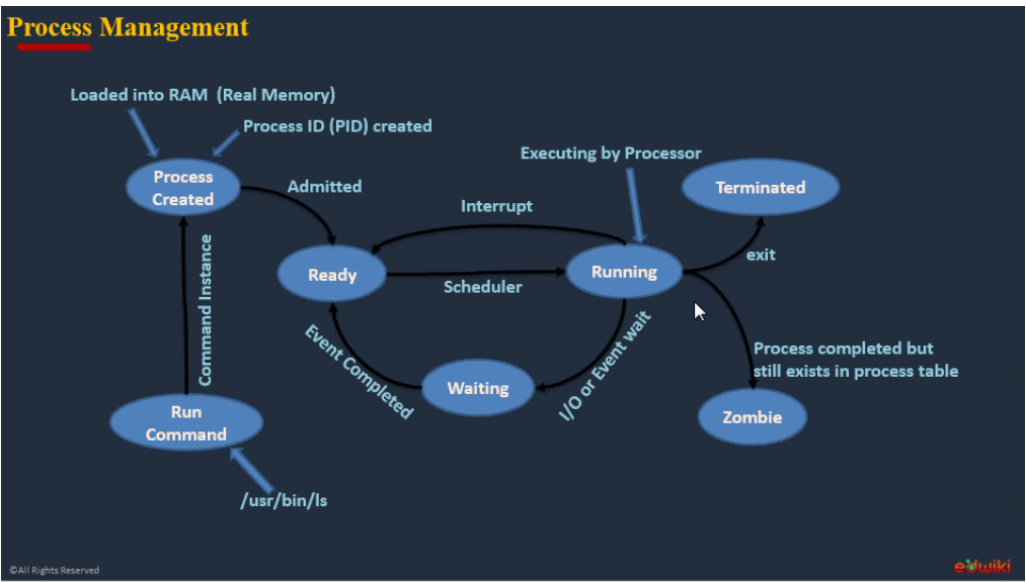 Process Management
Loaded into RAM (Real Memory)
Process ID (PID) created
Executing by Processor
Process
Created
Admitted
Terminated
Interrupt
exit
Ready
Running
Scheduler
Command Instance
Event Completed
I/O or Event wait
Process completed but
still exists in process table
Waiting
Run
Command
Zombie
/usr/bin/ls
©All Rights Reserved
edwiki